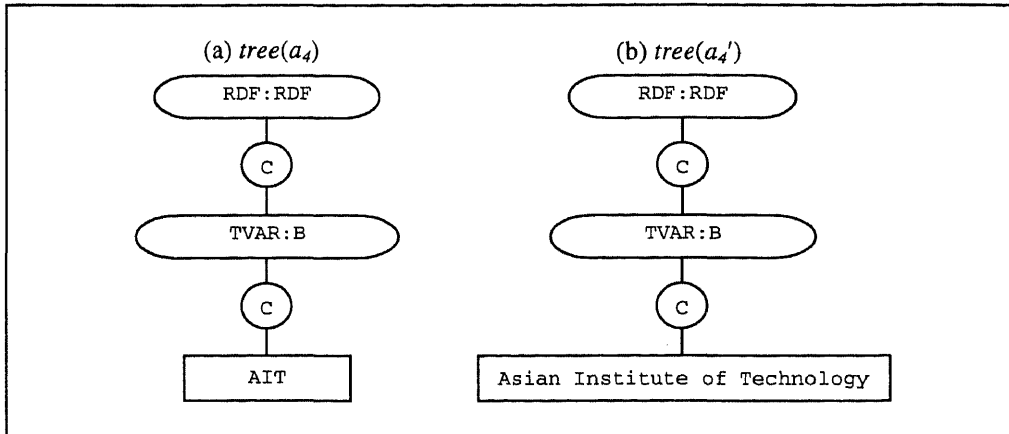 (a) tree(a4)
RDF:RDF
C
TVAR:B
C
AIT
(b) tree(a4')
RDF:RDF
C
TVAR:B
C
Asian Institute of Technology